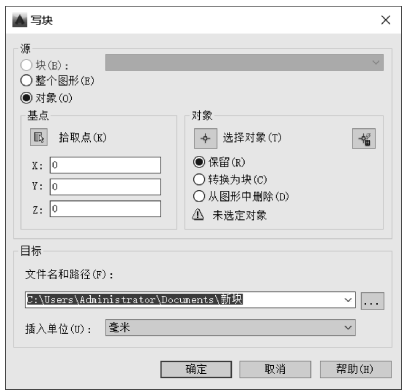 写块
源
块(B):
整个图形(E)
对象(O)
基点
拾取点(K)
X: 0
Y: 0
Z: 0
对象
选择对象(T)
保留(R)
转换为块(C)
从图形中删除(D)
未选定对象
目标
文件名和路径(F):
C:\Users\Administrator\Documents\新块
...
插入单位(U): 毫米
确定 取消 帮助(H)